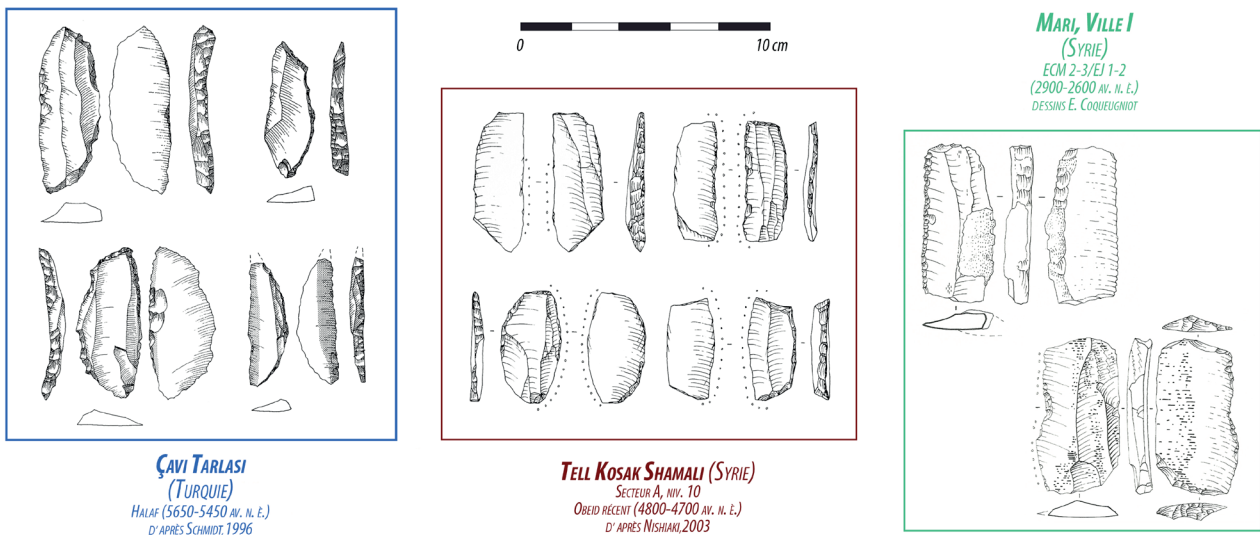 0
10 cm
Mari, Ville I
(Syrie)
ECM 2-3/EJ 1-2
(2900-2600 av. n. è.)
dessins E. Coqueugniot
Çavi Tarlasi
(Turquie)
Halaf (5650-5450 av. n. è.)
d' après Schmidt. 1996
Tell Kosak Shamali (Syrie)
Secteur A, niv. 10
Obeid récent (4800-4700 av. n. è.)
d' après Nishiaki,2003